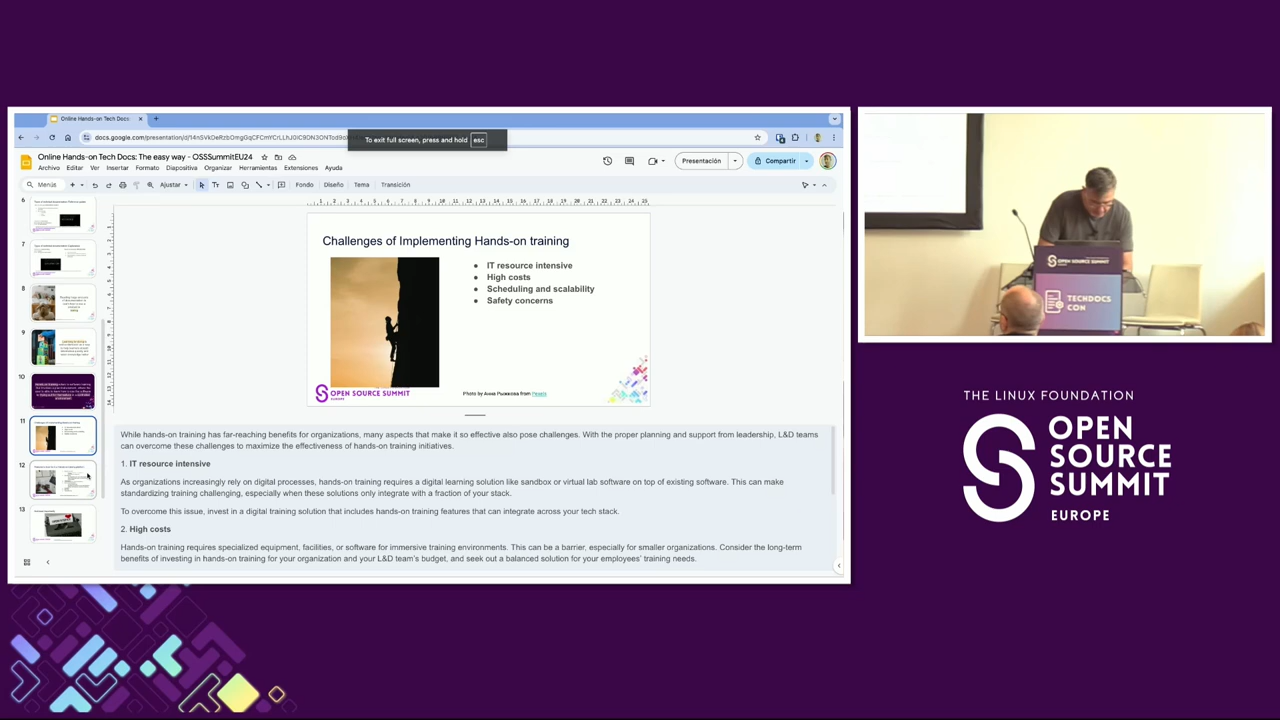 Online Hands-on Tech Docs:
To exit full screen, press and hold esc
Online Hands-on Tech Docs: The easy way - OSSSummitEU24
Archivo Editar Ver Insertar Formato Diapositiva Organizar Herramientas Extensiones Ayuda
Presentación
Compartir
Menús
Ajustar
Fondo Diseño Tema Transición
6
7
8
9
10
11
12
13
Challenges of Implementing Hands-on training
● IT resource intensive
● High costs
● Scheduling and scalability
● Safety concerns
OPEN SOURCE SUMMIT
EUROPE
While hands-on training has far-reaching benefits for organizations, many aspects that make it so effective also pose challenges. With the proper planning and support from leadership, L&D teams
can overcome these challenges to maximize the effectiveness of hands-on training initiatives.
1. IT resource intensive
As organizations increasingly rely on digital processes, hands-on training requires a digital learning solution like sandbox or virtual lab software on top of existing software. This can make
standardizing training challenging, especially when these solutions only integrate with a fraction of your stack.
To overcome this issue, invest in a digital training solution that includes hands-on training features that can integrate across your tech stack.
2. High costs
Hands-on training requires specialized equipment, facilities, or software for immersive training environments. This can be a barrier, especially for smaller organizations. Consider the long-term
benefits of investing in hands-on training for your organization and your L&D team's budget, and seek out a balanced solution for your employees' training needs.
OPEN SOURCE SUMMIT
TECHDOCS
CON
THE LINUX FOUNDATION
OPEN
SOURCE
SUMMIT
EUROPE